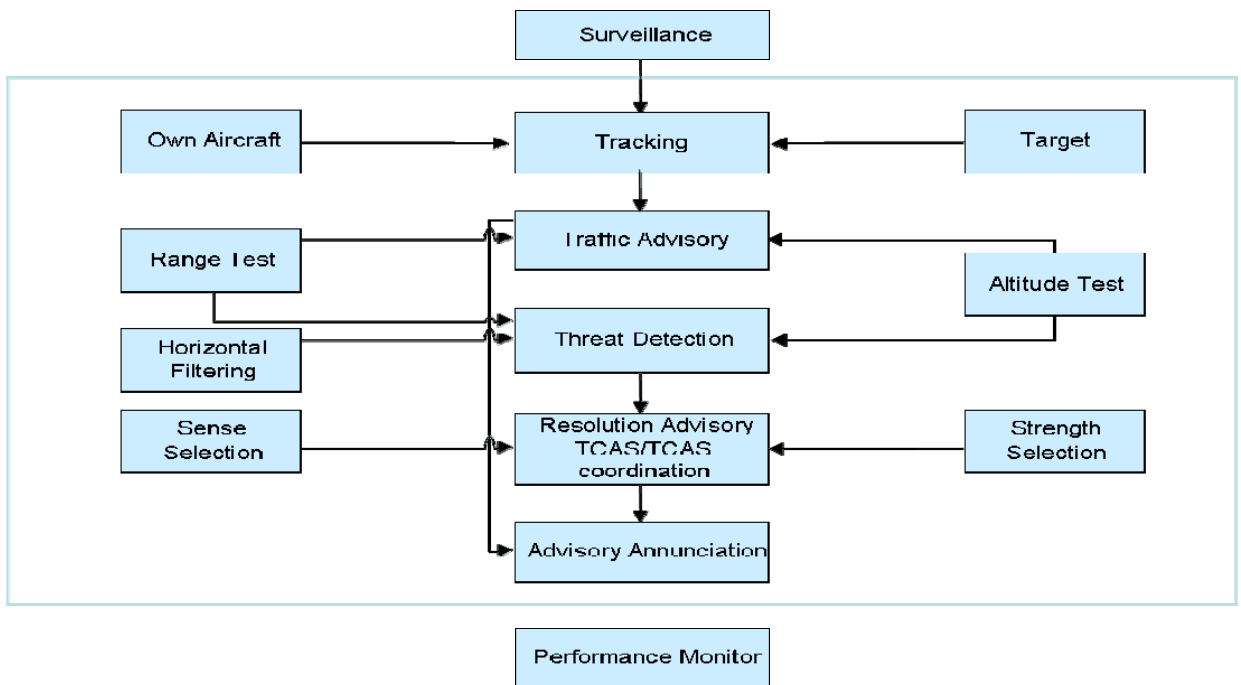 Surveillance
Own Aircraft
Tracking
Target
Traffic Advisory
Range Test
Altitude Test
Threat Detection
Horizontal
Filtering
Sense
Selection
Resolution Advisory
TCAS/TCAS
coordination
Strength
Selection
Advisory Annunciation
Performance Monitor